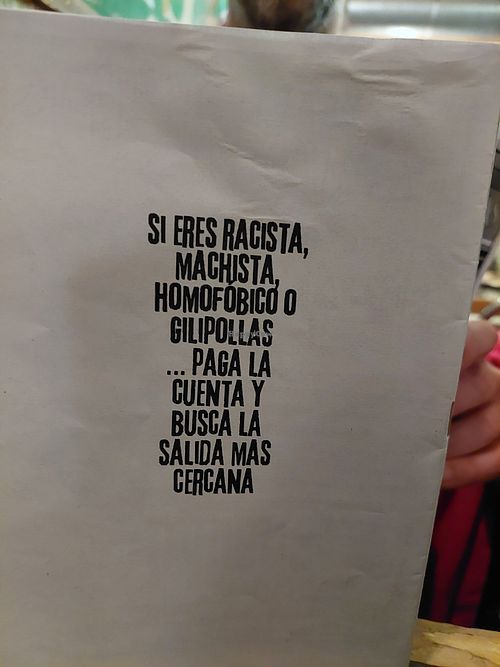 SI ERES RACISTA,
MACHISTA,
HOMOFÓBICO O
GILIPOLLAS
... PAGA LA
CUENTA Y
BUSCA LA
SALIDA MAS
CERCANA